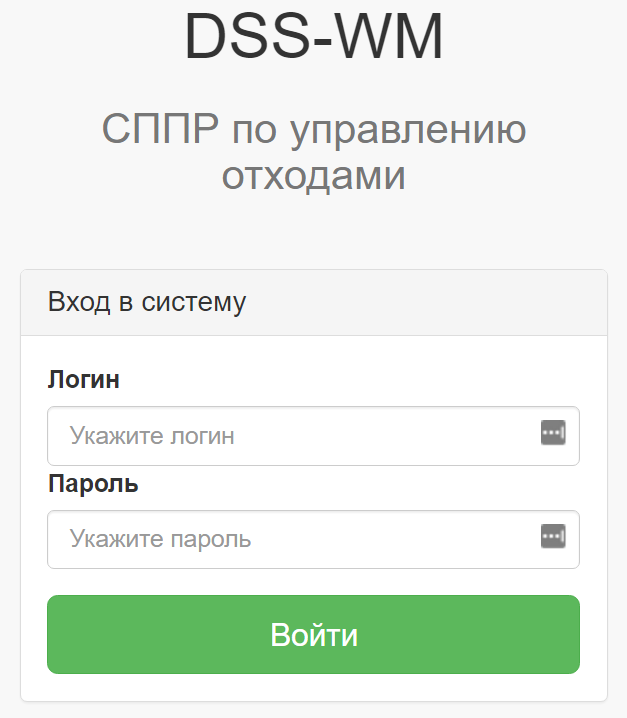 DSS-WM
СППР по управлению
отходами
Вход в систему
Логин
Укажите логин
Пароль
Укажите пароль
Войти